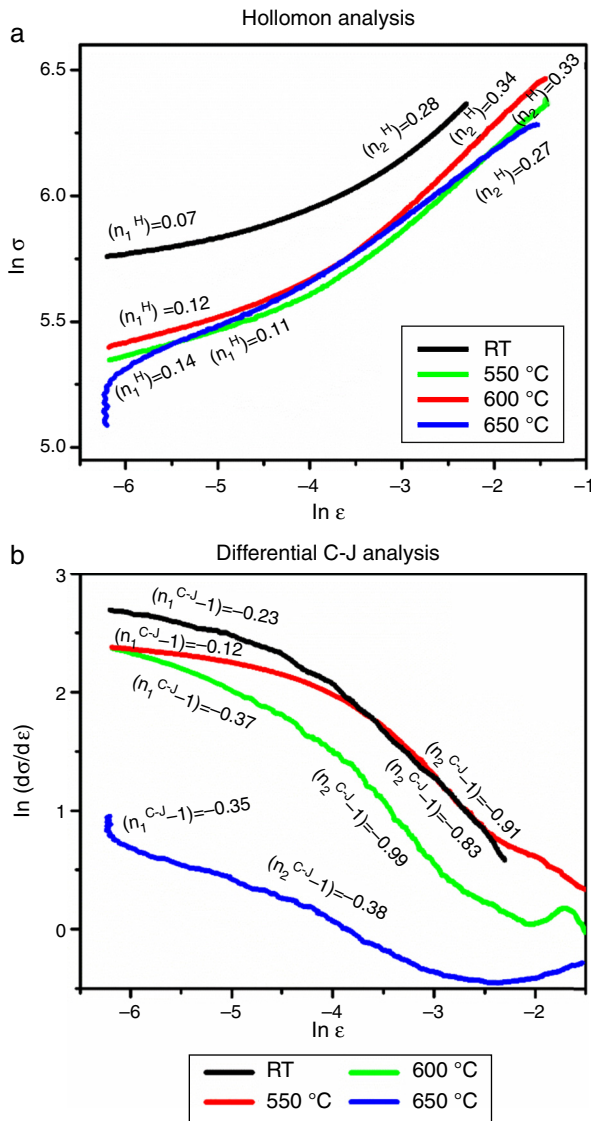 a
Hollomon analysis
6.5
6.0
5.5
5.0
ln σ
(n₂ᴴ)=0.28
(n₂ᴴ)=0.34
(n₂ᴴ)=0.33
(n₂ᴴ)=0.27
(n₁ᴴ)=0.07
(n₁ᴴ)=0.12
(n₁ᴴ)=0.11
(n₁ᴴ)=0.14
RT
550 °C
600 °C
650 °C
–6 –5 –4 –3 –2 –1
ln ε
b
Differential C-J analysis
3
2
1
0
ln (dσ/dε)
(n₁ᶜ⁻ᴶ–1)=–0.23
(n₁ᶜ⁻ᴶ–1)=–0.12
(n₁ᶜ⁻ᴶ–1)=–0.37
(n₁ᶜ⁻ᴶ–1)=–0.35
(n₂ᶜ⁻ᴶ–1)=–0.91
(n₂ᶜ⁻ᴶ–1)=–0.83
(n₂ᶜ⁻ᴶ–1)=–0.99
(n₂ᶜ⁻ᴶ–1)=–0.38
–6 –5 –4 –3 –2
ln ε
RT 600 °C
550 °C 650 °C